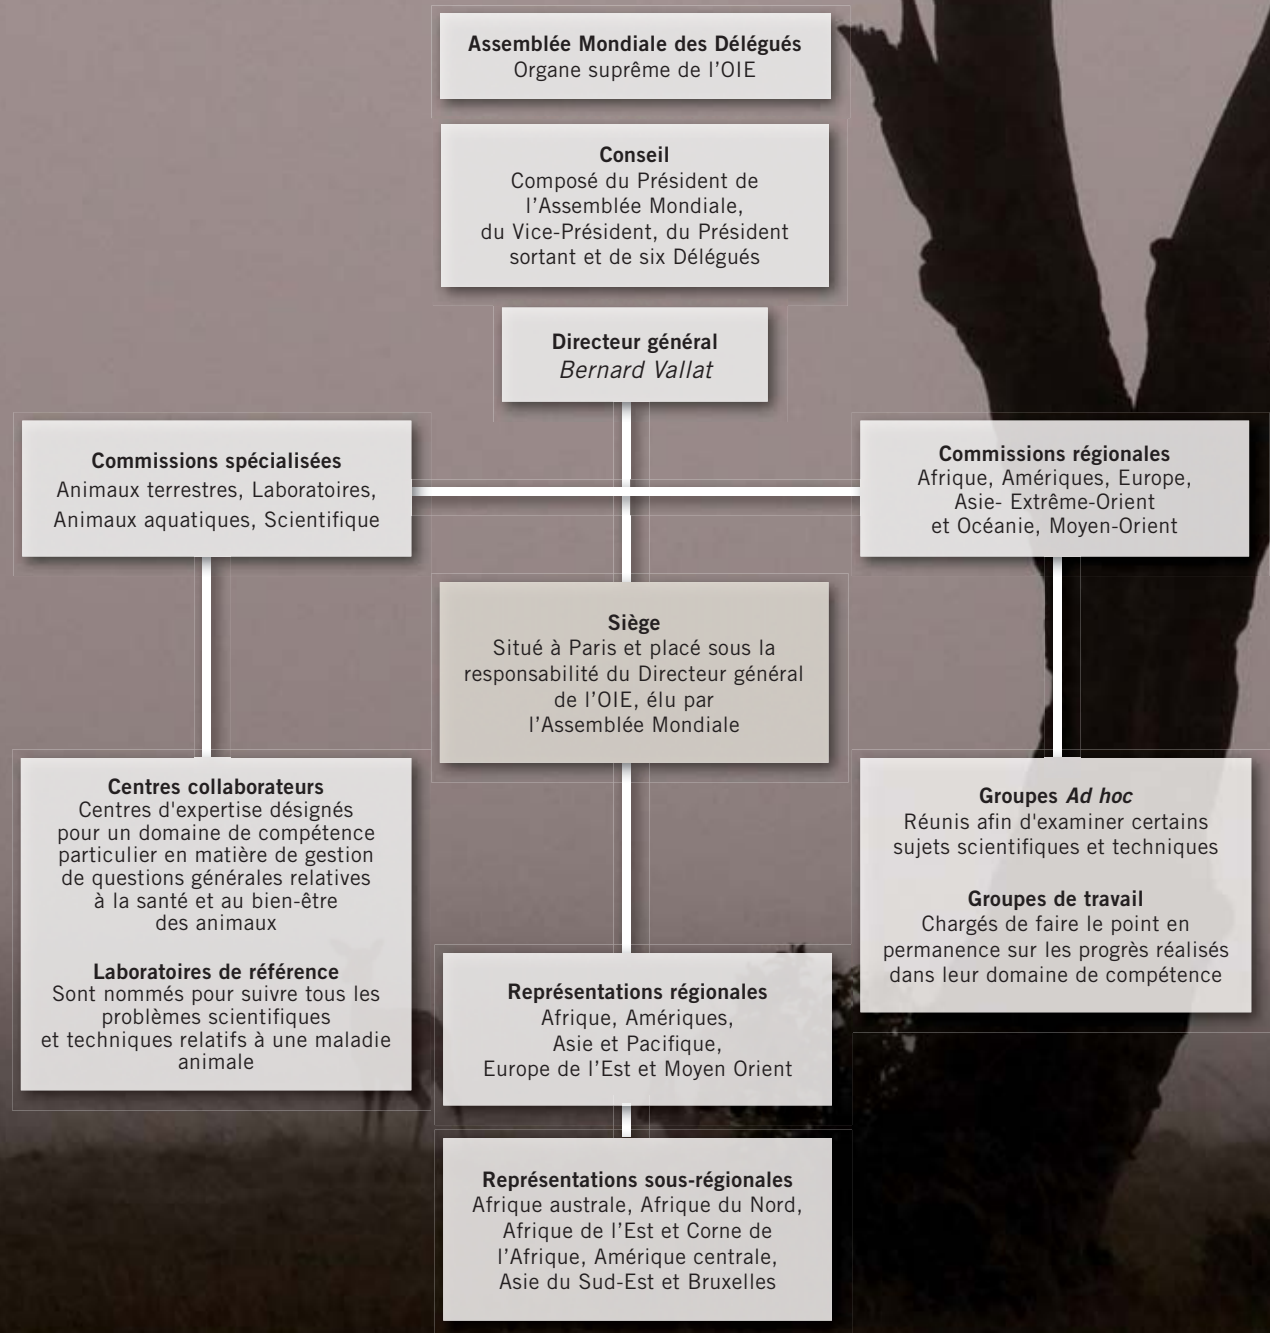 Assemblée Mondiale des Délégués
Organe suprême de l'OIE
Conseil
Composé du Président de
l'Assemblée Mondiale,
du Vice-Président, du Président
sortant et de six Délégués
Directeur général
Bernard Vallat
Commissions spécialisées
Animaux terrestres, Laboratoires,
Animaux aquatiques, Scientifique
Commissions régionales
Afrique, Amériques, Europe,
Asie- Extrême-Orient
et Océanie, Moyen-Orient
Siège
Situé à Paris et placé sous la
responsabilité du Directeur général
de l'OIE, élu par
l'Assemblée Mondiale
Centres collaborateurs
Centres d'expertise désignés
pour un domaine de compétence
particulier en matière de gestion
de questions générales relatives
à la santé et au bien-être
des animaux
Laboratoires de référence
Sont nommés pour suivre tous les
problèmes scientifiques
et techniques relatifs à une maladie
animale
Groupes Ad hoc
Réunis afin d'examiner certains
sujets scientifiques et techniques
Groupes de travail
Chargés de faire le point en
permanence sur les progrès réalisés
dans leur domaine de compétence
Représentations régionales
Afrique, Amériques,
Asie et Pacifique,
Europe de l'Est et Moyen Orient
Représentations sous-régionales
Afrique australe, Afrique du Nord,
Afrique de l'Est et Corne de
l'Afrique, Amérique centrale,
Asie du Sud-Est et Bruxelles